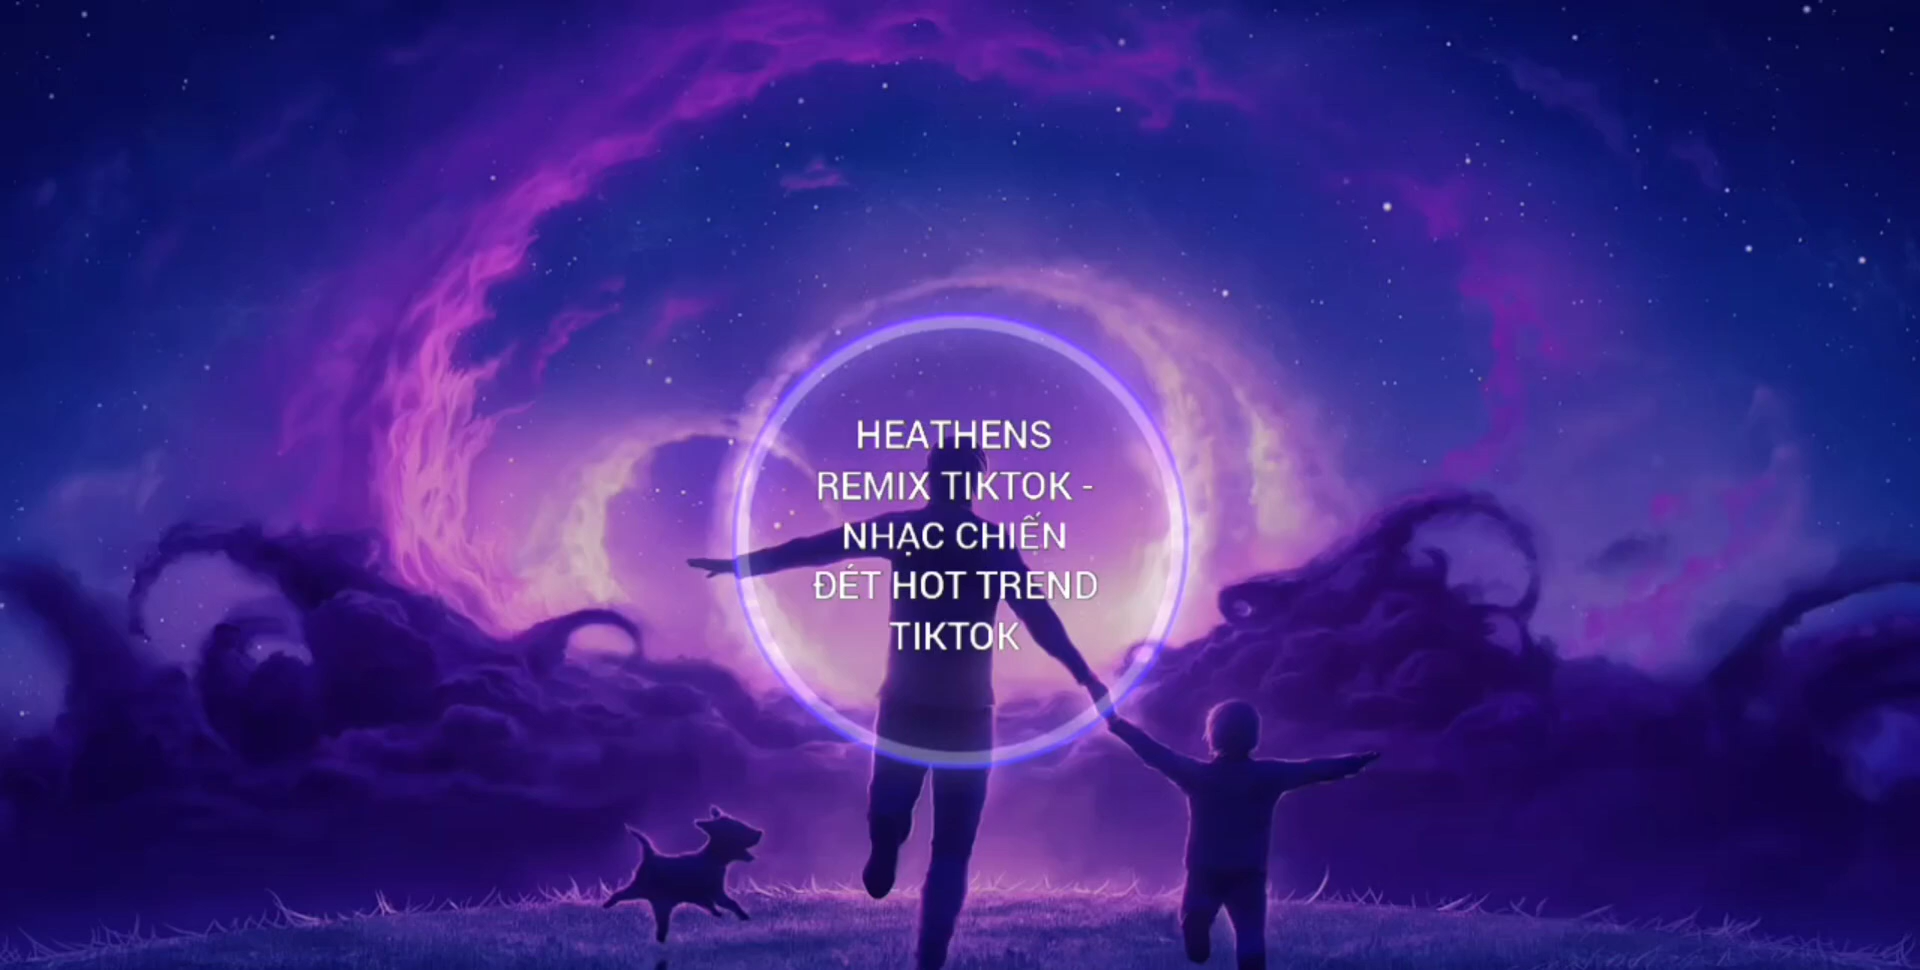 HEATHENS
REMIX TIKTOK -
NHẠC CHIẾN
ĐÉT HOT TREND
TIKTOK